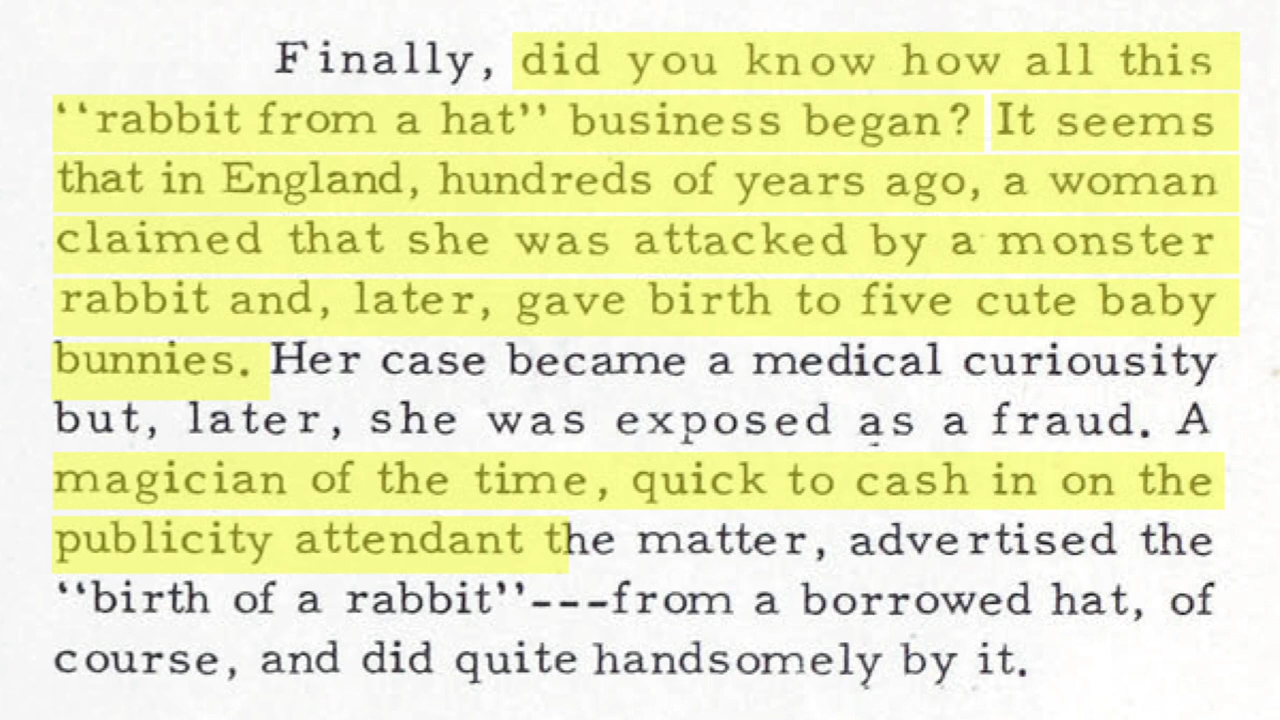 Finally, did you know how all this
‘‘rabbit from a hat’’ business began? It seems
that in England, hundreds of years ago, a woman
claimed that she was attacked by a monster
rabbit and, later, gave birth to five cute baby
bunnies. Her case became a medical curiousity
but, later, she was exposed as a fraud. A
magician of the time, quick to cash in on the
publicity attendant the matter, advertised the
‘‘birth of a rabbit’’---from a borrowed hat, of
course, and did quite handsomely by it.